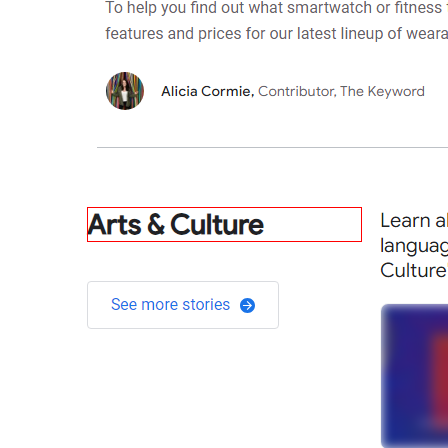 To help you find out what smartwatch or fitness
features and prices for our latest lineup of weara
Alicia Cormie, Contributor, The Keyword
Arts & Culture
See more stories
Learn al
languag
Culture